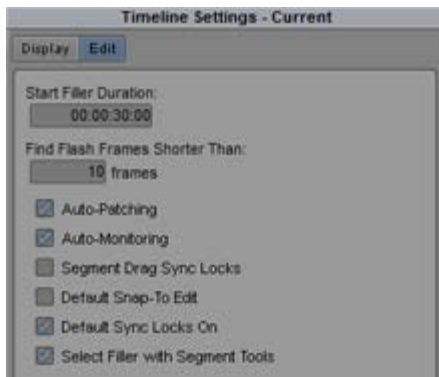 Timeline Settings - Current
Display Edit
Start Filler Duration:
00:00:30:00
Find Flash Frames Shorter Than:
10 frames
Auto-Patching
Auto-Monitoring
Segment Drag Sync Locks
Default Snap-To Edit
Default Sync Locks On
Select Filler with Segment Tools